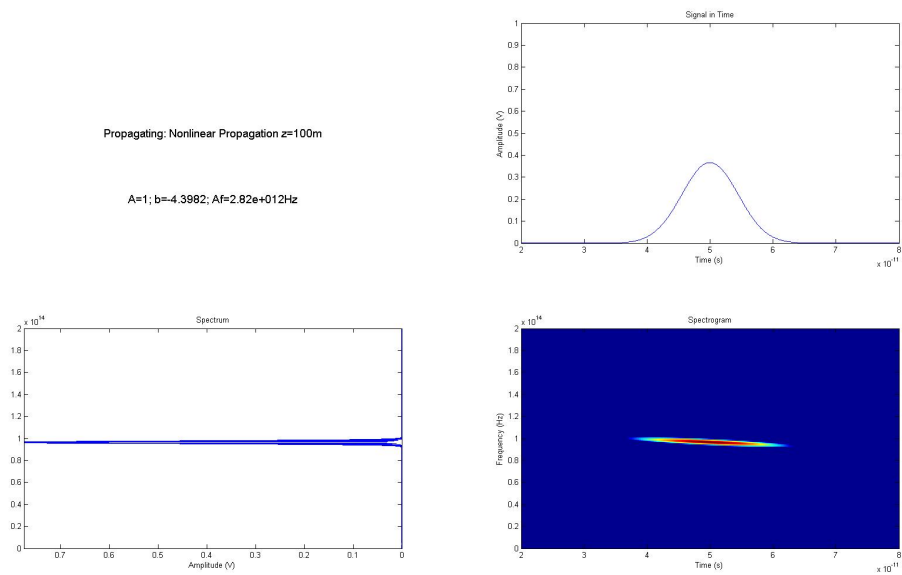 Propagating: Nonlinear Propagation z=100m
A=1; b=-4.3982; Af=2.82e+012Hz
Signal in Time
1
0.9
0.8
0.7
0.6
0.5
0.4
0.3
0.2
0.1
0
Amplitude (V)
2 3 4 5 6 7 8
Time (s)
x 10^-11
x 10^14
Spectrum
2
1.8
1.6
1.4
1.2
1
0.8
0.6
0.4
0.2
0
0.7 0.6 0.5 0.4 0.3 0.2 0.1 0
Amplitude (V)
x 10^14
Spectrogram
2
1.8
1.6
1.4
1.2
1
0.8
0.6
0.4
0.2
0
Frequency (Hz)
2 3 4 5 6 7 8
Time (s)
x 10^-11